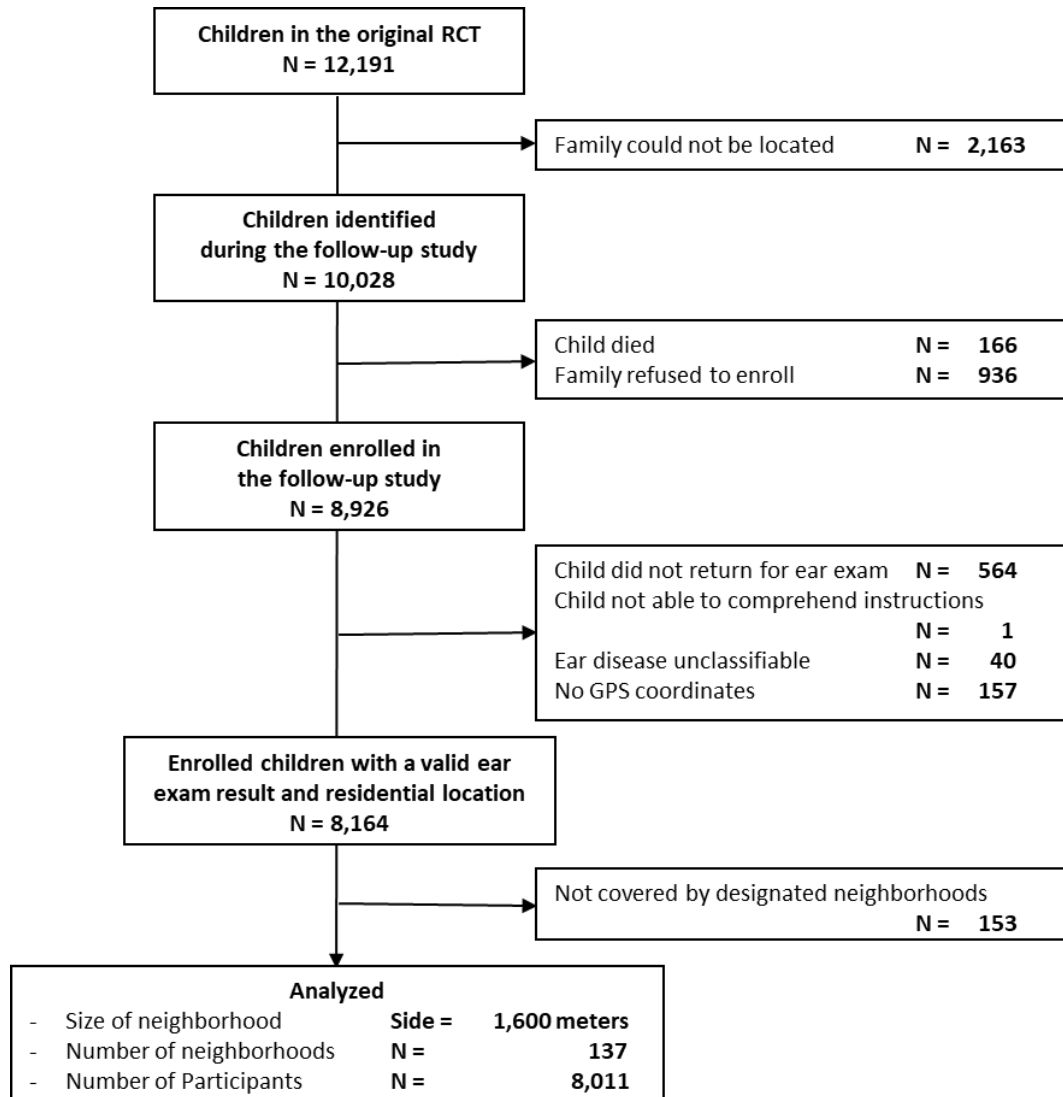 Children in the original RCT
N = 12,191
Family could not be located N = 2,163
Children identified
during the follow-up study
N = 10,028
Child died N = 166
Family refused to enroll N = 936
Children enrolled in
the follow-up study
N = 8,926
Child did not return for ear exam N = 564
Child not able to comprehend instructions
N = 1
Ear disease unclassifiable N = 40
No GPS coordinates N = 157
Enrolled children with a valid ear
exam result and residential location
N = 8,164
Not covered by designated neighborhoods
N = 153
Analyzed
- Size of neighborhood Side = 1,600 meters
- Number of neighborhoods N = 137
- Number of Participants N = 8,011